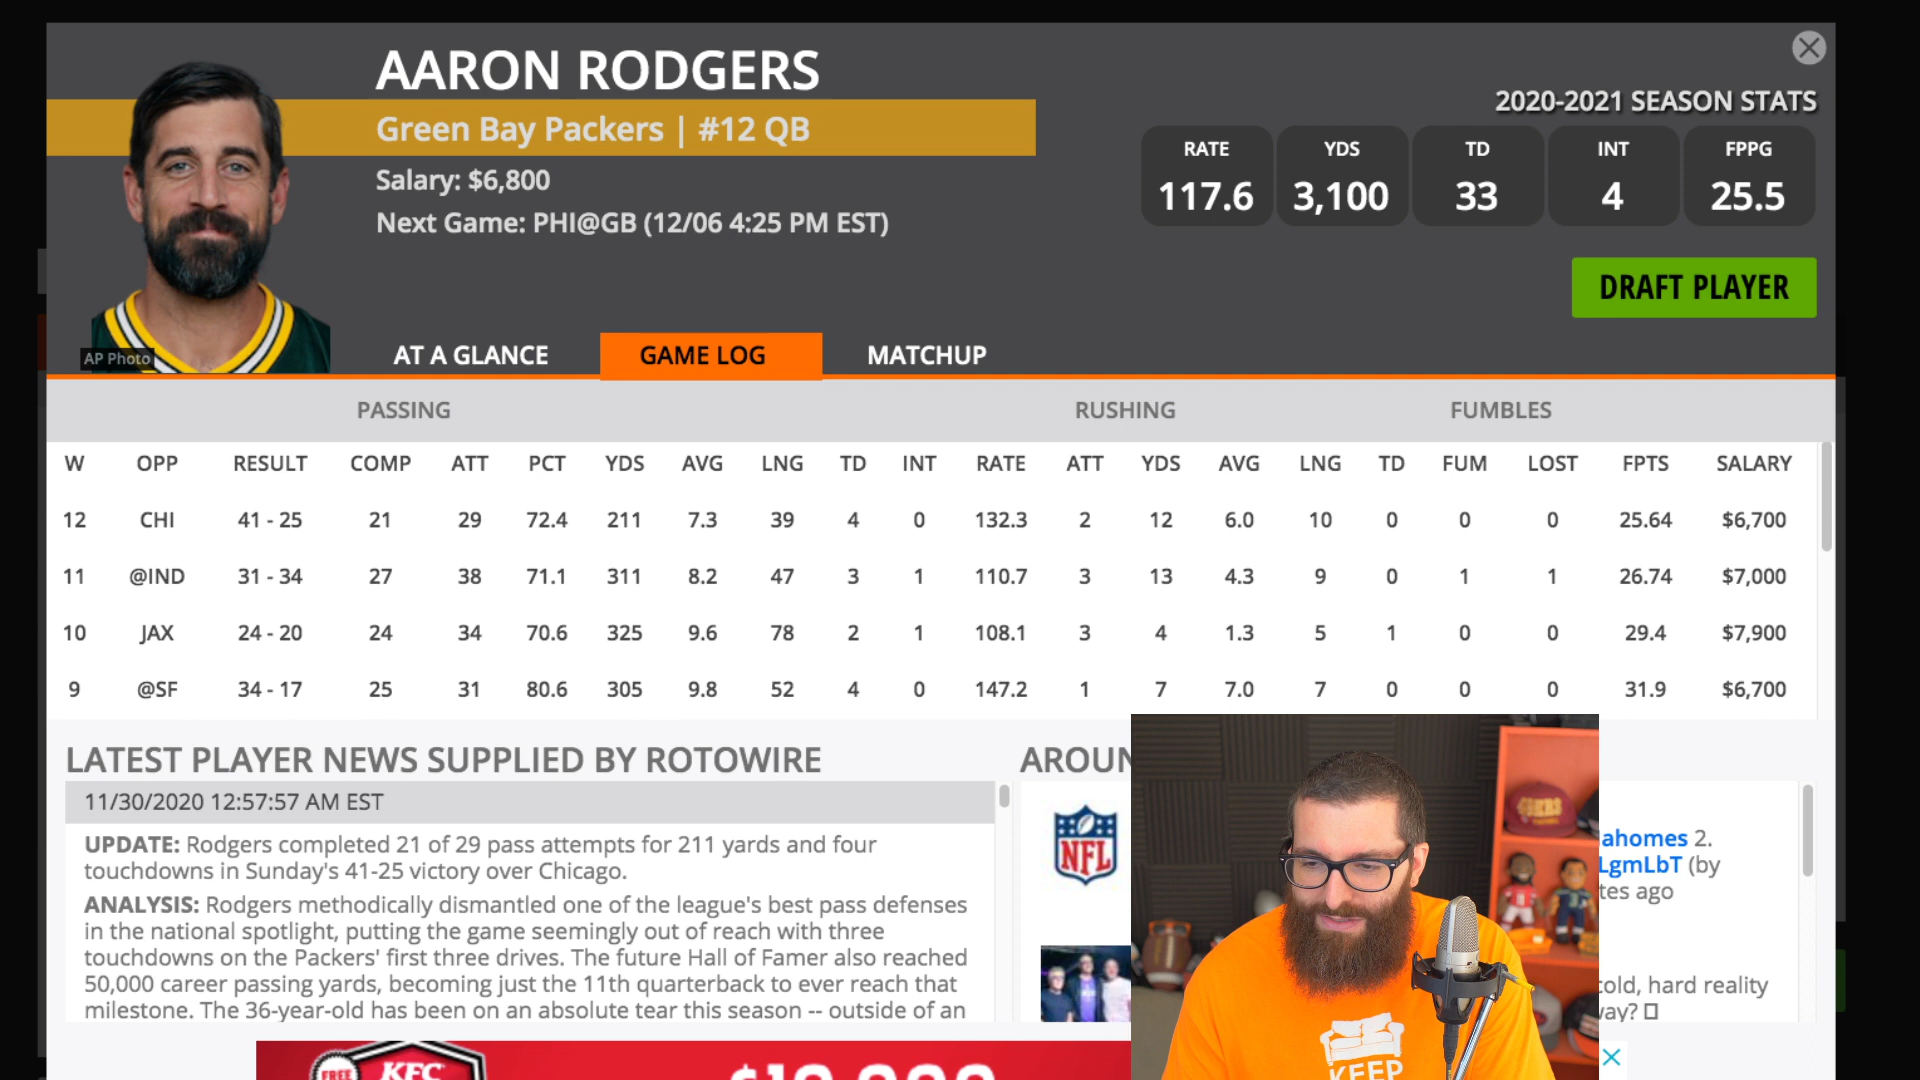 AARON RODGERS
Green Bay Packers | #12 QB
Salary: $6,800
Next Game: PHI@GB (12/06 4:25 PM EST)
2020-2021 SEASON STATS
RATE YDS TD INT FPPG
117.6 3,100 33 4 25.5
DRAFT PLAYER
AP Photo
AT A GLANCE GAME LOG MATCHUP
PASSING RUSHING FUMBLES
W OPP RESULT COMP ATT PCT YDS AVG LNG TD INT RATE ATT YDS AVG LNG TD FUM LOST FPTS SALARY
12 CHI 41 - 25 21 29 72.4 211 7.3 39 4 0 132.3 2 12 6.0 10 0 0 0 25.64 $6,700
11 @IND 31 - 34 27 38 71.1 311 8.2 47 3 1 110.7 3 13 4.3 9 0 1 1 26.74 $7,000
10 JAX 24 - 20 24 34 70.6 325 9.6 78 2 1 108.1 3 4 1.3 5 1 0 0 29.4 $7,900
9 @SF 34 - 17 25 31 80.6 305 9.8 52 4 0 147.2 1 7 7.0 7 0 0 0 31.9 $6,700
LATEST PLAYER NEWS SUPPLIED BY ROTOWIRE
11/30/2020 12:57:57 AM EST
UPDATE: Rodgers completed 21 of 29 pass attempts for 211 yards and four
touchdowns in Sunday's 41-25 victory over Chicago.
ANALYSIS: Rodgers methodically dismantled one of the league's best pass defenses
in the national spotlight, putting the game seemingly out of reach with three
touchdowns on the Packers' first three drives. The future Hall of Famer also reached
50,000 career passing yards, becoming just the 11th quarterback to ever reach that
milestone. The 36-year-old has been on an absolute tear this season -- outside of an
AROUN
NFL
ahomes 2.
LgmLbT (by
tes ago
cold, hard reality
way?
49ERS
KEEP
FREE
KFC
$10,000